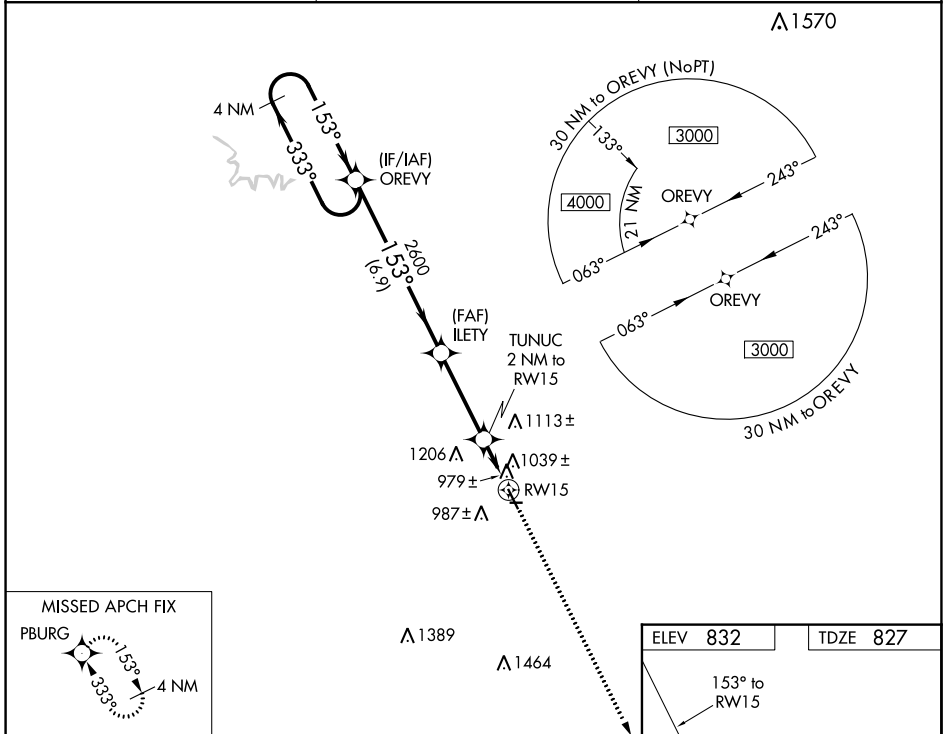 1570
30 NM to OREVY (NoPT)
4 NM
153°
333°
(IF/IAF)
OREVY
133°
3000
4000
21 NM
OREVY
243°
063°
2600
153°
(6.9)
243°
OREVY
063°
3000
30 NM to OREVY
(FAF)
ILETY
TUNUC
2 NM to
RW15
1113±
1206
1039±
979±
RW15
987±
MISSED APCH FIX
PBURG
153°
333°
4 NM
1389
1464
ELEV 832
TDZE 827
153° to
RW15